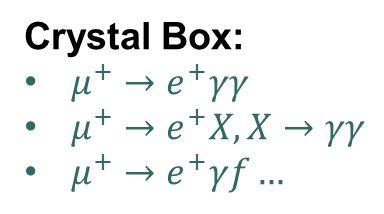 Crystal Box:
• μ⁺ → e⁺γγ
• μ⁺ → e⁺X, X → γγ
• μ⁺ → e⁺γf ...